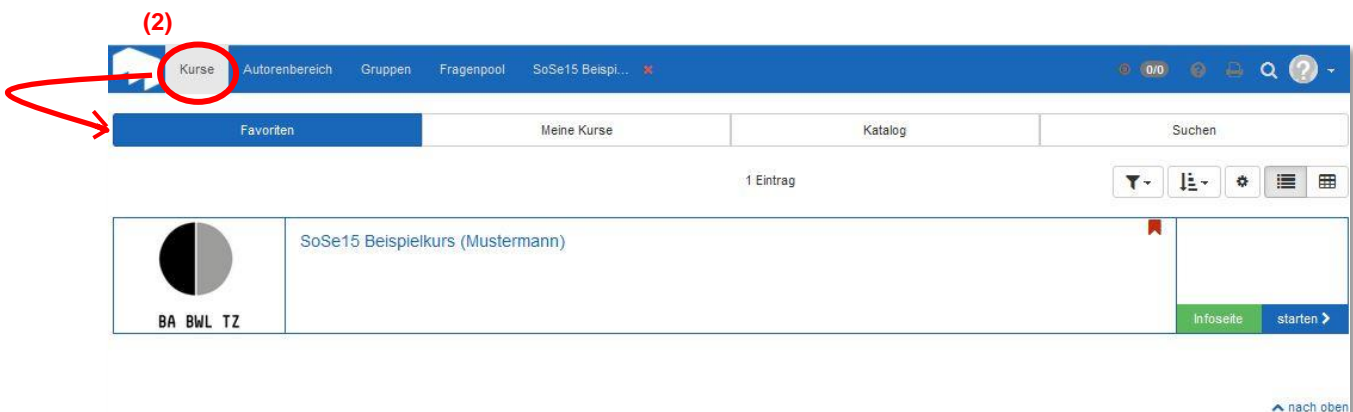 (2)
Kurse Autorenbereich Gruppen Fragenpool SoSe15 Beispi... 0 0/0
Favoriten Meine Kurse Katalog Suchen
1 Eintrag
SoSe15 Beispielkurs (Mustermann)
BA BWL TZ
Infoseite starten
nach oben